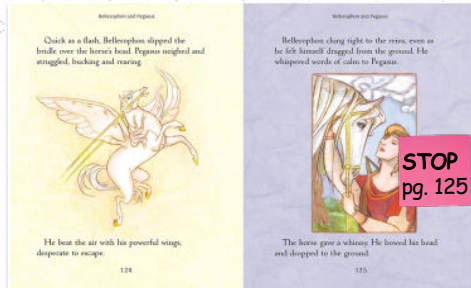 Bellerophon and Pegasus
Quick as a flash, Bellerophon slipped the
bridle over the horse's head. Pegasus neighed and
struggled, bucking and rearing.
He beat the air with his powerful wings,
desperate to escape.
124
Bellerophon and Pegasus
Bellerophon clung tight to the reins, even as
he felt himself dragged from the ground. He
whispered words of calm to Pegasus.
The horse gave a whinny. He bowed his head
and dropped to the ground.
125
STOP
pg. 125